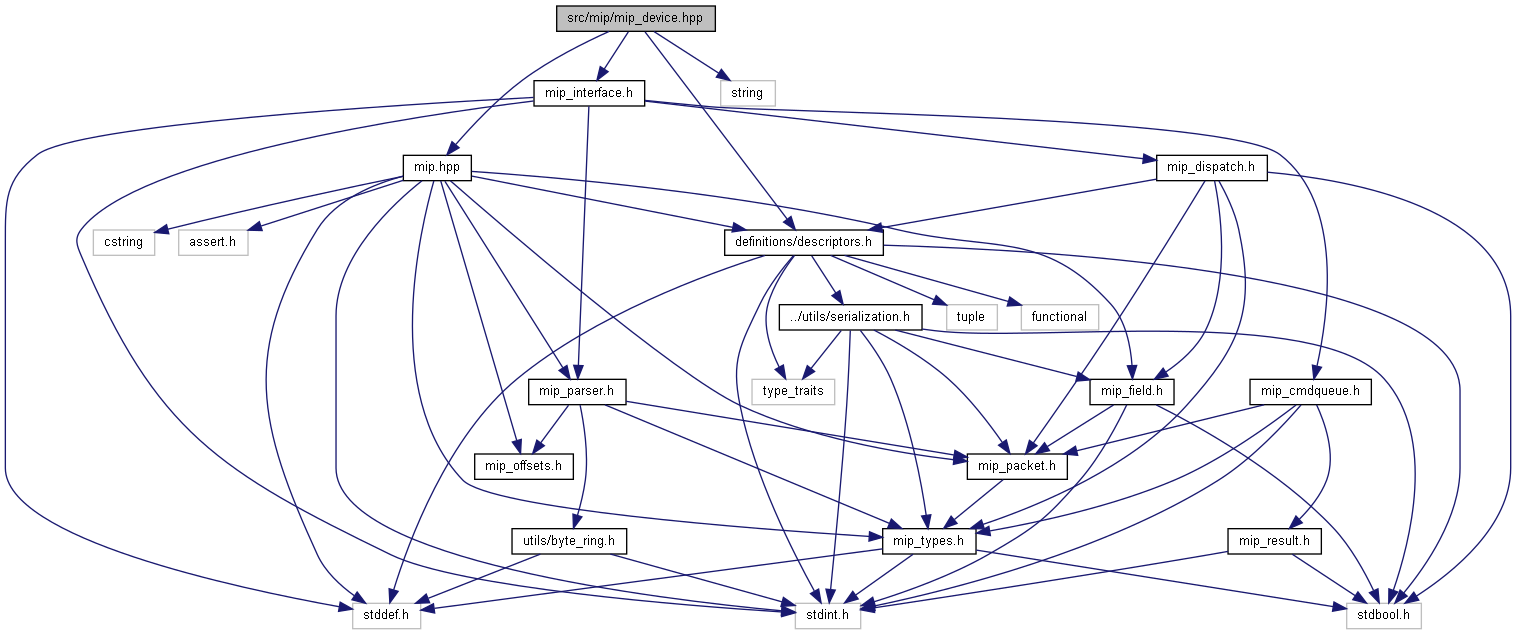 src/mip/mip_device.hpp
mip_interface.h
string
mip.hpp
mip_dispatch.h
cstring
assert.h
definitions/descriptors.h
../utils/serialization.h
tuple
functional
mip_parser.h
type_traits
mip_field.h
mip_cmdqueue.h
mip_offsets.h
mip_packet.h
utils/byte_ring.h
mip_types.h
mip_result.h
stddef.h
stdint.h
stdbool.h